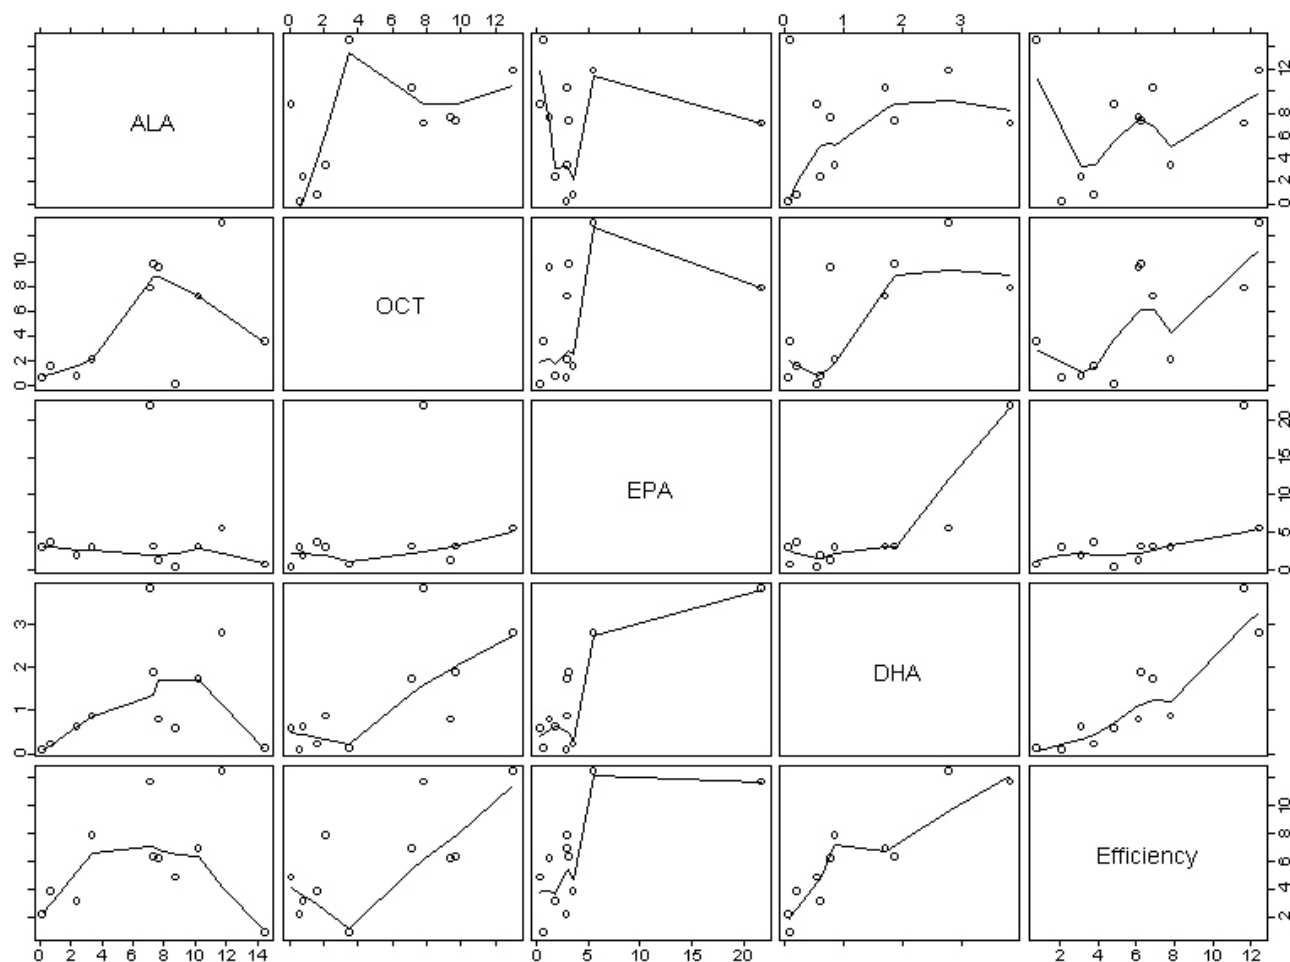 0 2 4 6 8 10 12
0 1 2 3
ALA
0 2 4 6 8 12
0 2 4 6 8 10
OCT
EPA
0 5 10 15 20
0 1 2 3
DHA
Efficiency
2 4 6 8 10
0 2 4 6 8 10 12 14
0 5 10 15 20
2 4 6 8 10 12